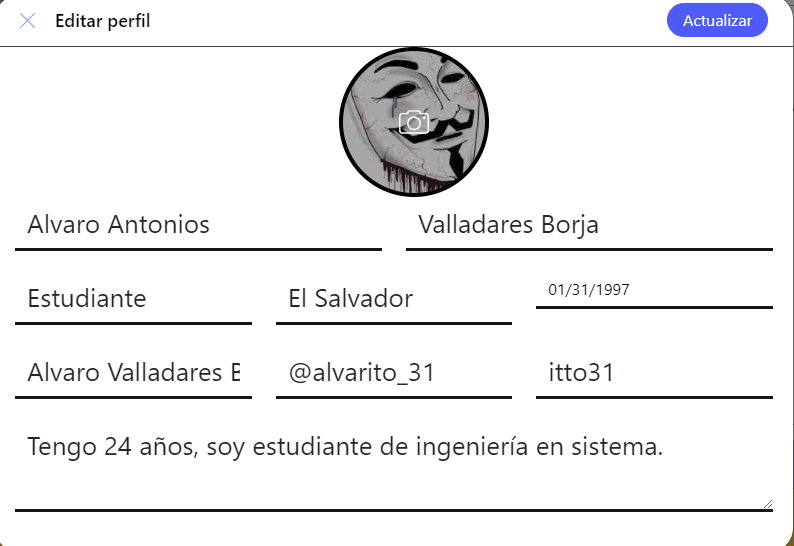 Editar perfil
Actualizar
Alvaro Antonios
Valladares Borja
Estudiante
El Salvador
01/31/1997
Alvaro Valladares
@alvarito_31
itto31
Tengo 24 años, soy estudiante de ingeniería en sistema.